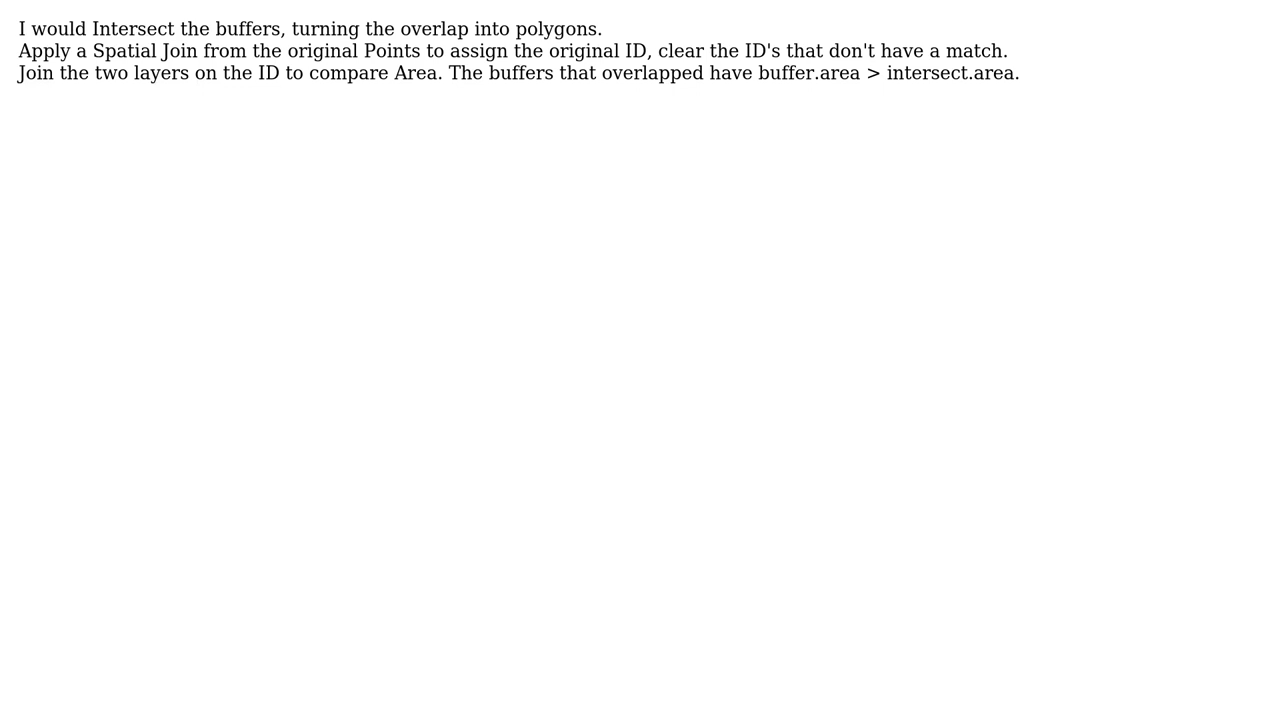 I would Intersect the buffers, turning the overlap into polygons.
Apply a Spatial Join from the original Points to assign the original ID, clear the ID's that don't have a match.
Join the two layers on the ID to compare Area. The buffers that overlapped have buffer.area > intersect.area.